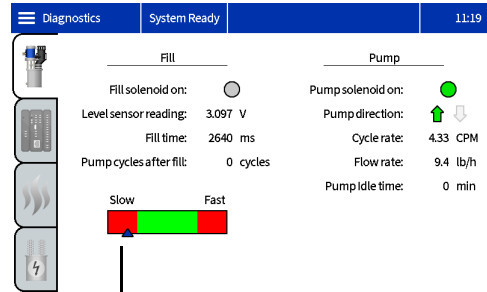 Diagnostics System Ready 11:19
Fill Pump
Fill solenoid on: Pump solenoid on:
Level sensor reading: 3.097 V Pump direction:
Fill time: 2640 ms Cycle rate: 4.33 CPM
Pump cycles after fill: 0 cycles Flow rate: 9.4 lb/h
Pump Idle time: 0 min
Slow Fast